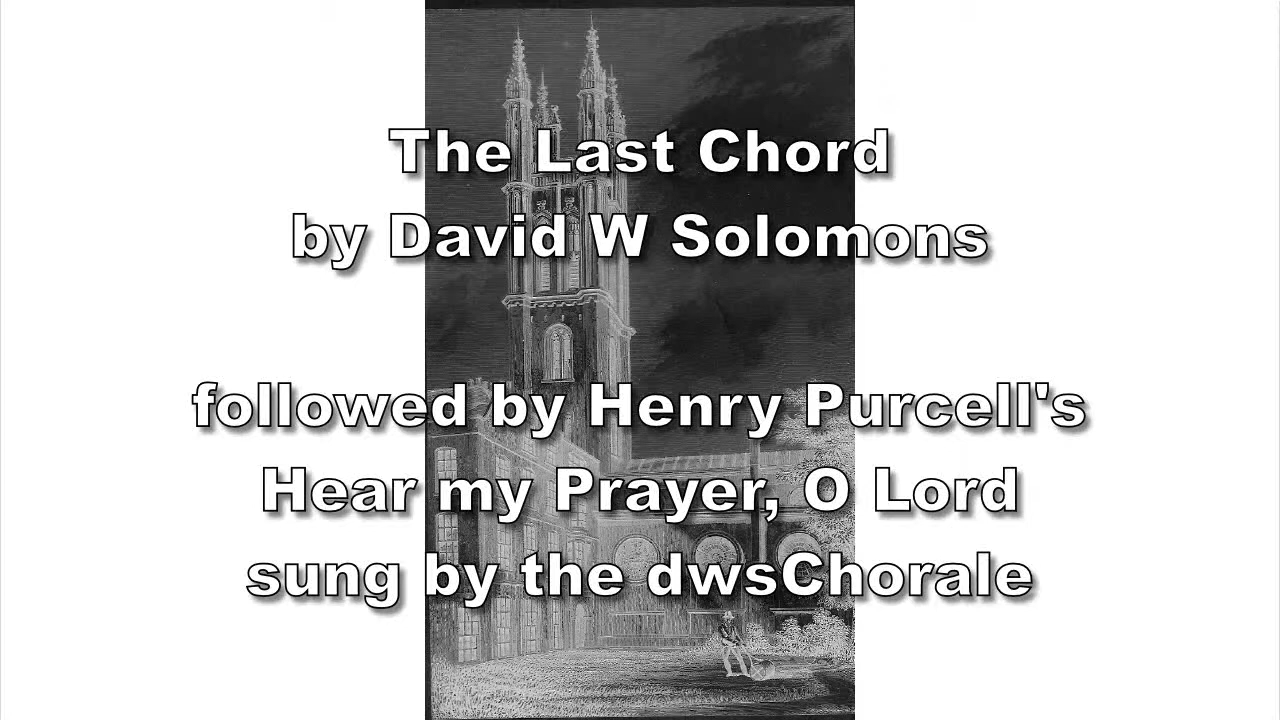 The Last Chord
by David W Solomons
followed by Henry Purcell's
Hear my Prayer, O Lord
sung by the dwsChorale